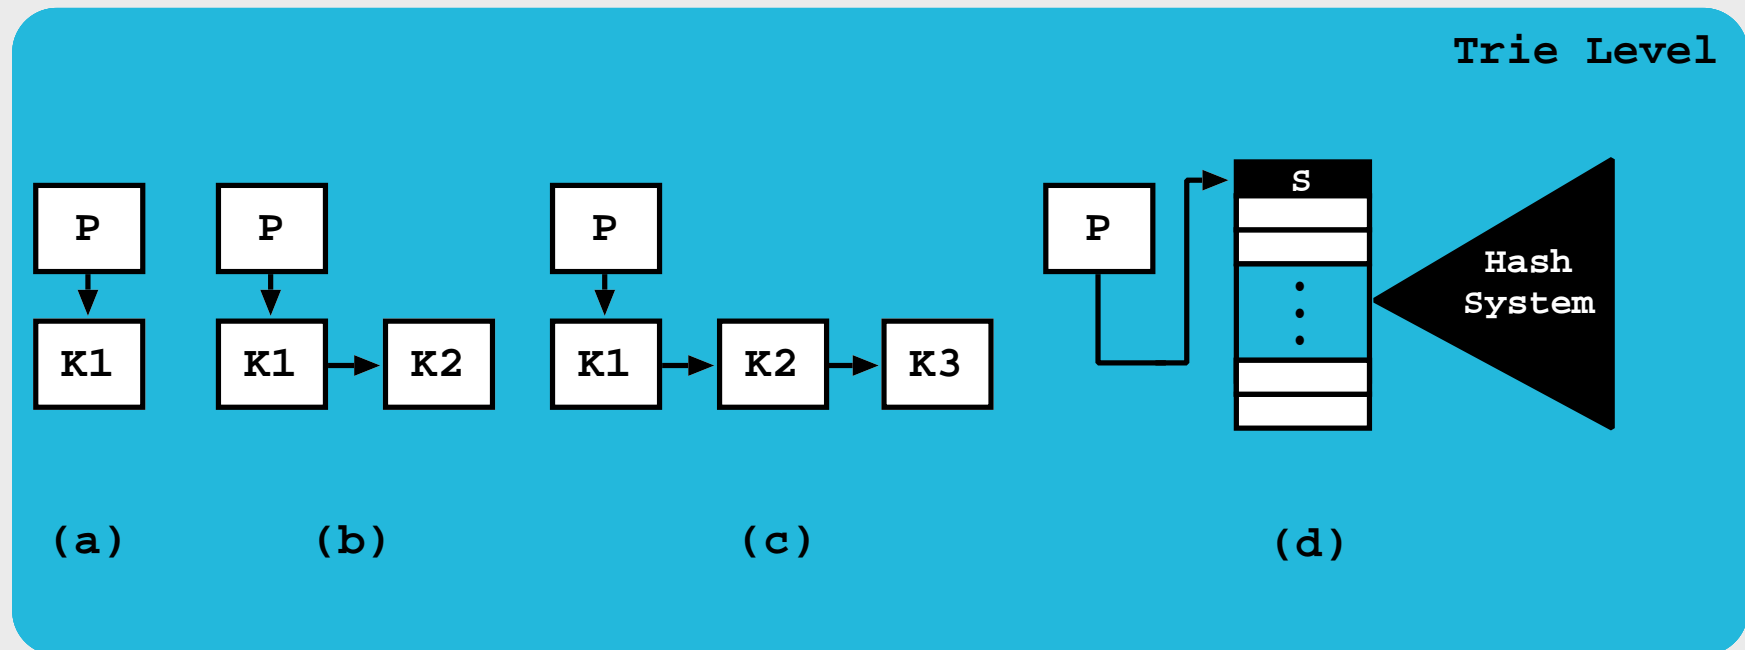 Trie Level
P
K1
P
K1
K2
P
K1
K2
K3
P
S
Hash
System
(a)
(b)
(c)
(d)